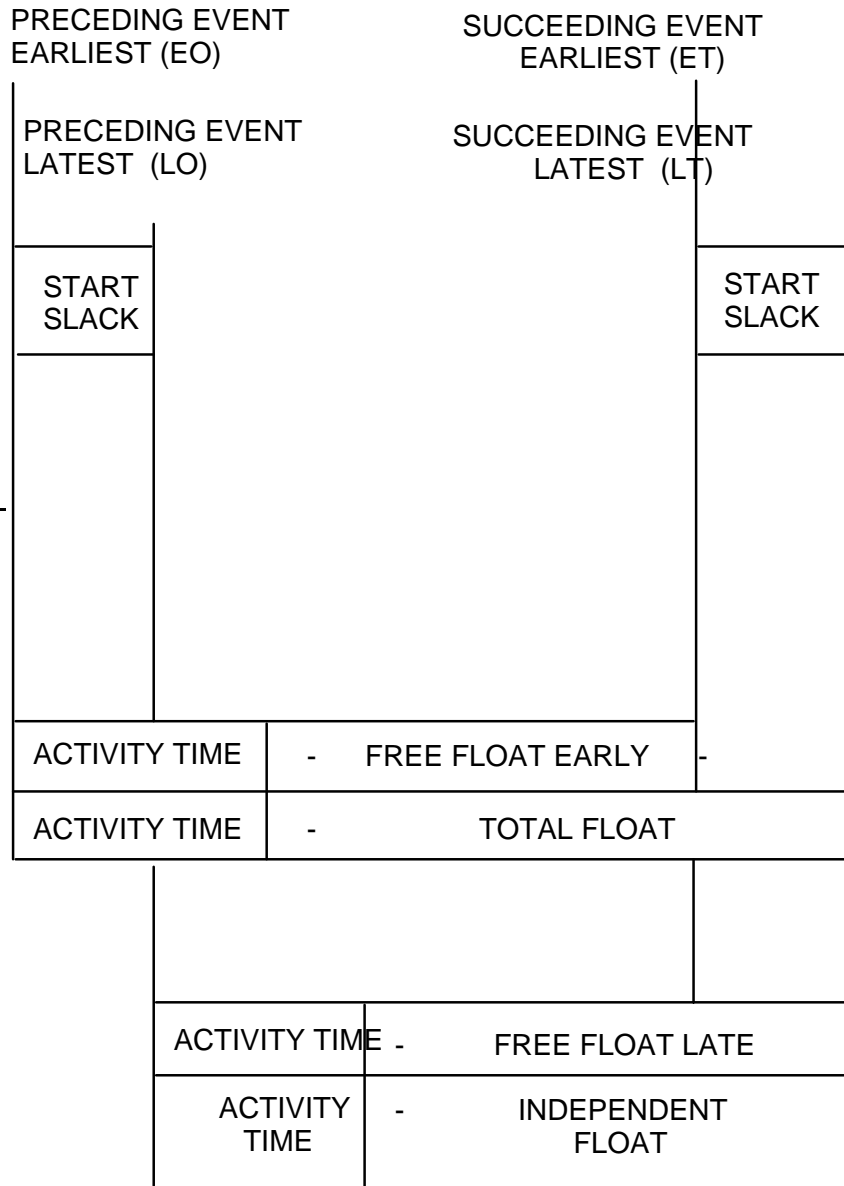 PRECEDING EVENT
EARLIEST (EO)
SUCCEEDING EVENT
EARLIEST (ET)
PRECEDING EVENT
LATEST (LO)
SUCCEEDING EVENT
LATEST (LT)
START
SLACK
START
SLACK
ACTIVITY TIME - FREE FLOAT EARLY -
ACTIVITY TIME - TOTAL FLOAT
ACTIVITY TIME - FREE FLOAT LATE
ACTIVITY
TIME
- INDEPENDENT
FLOAT